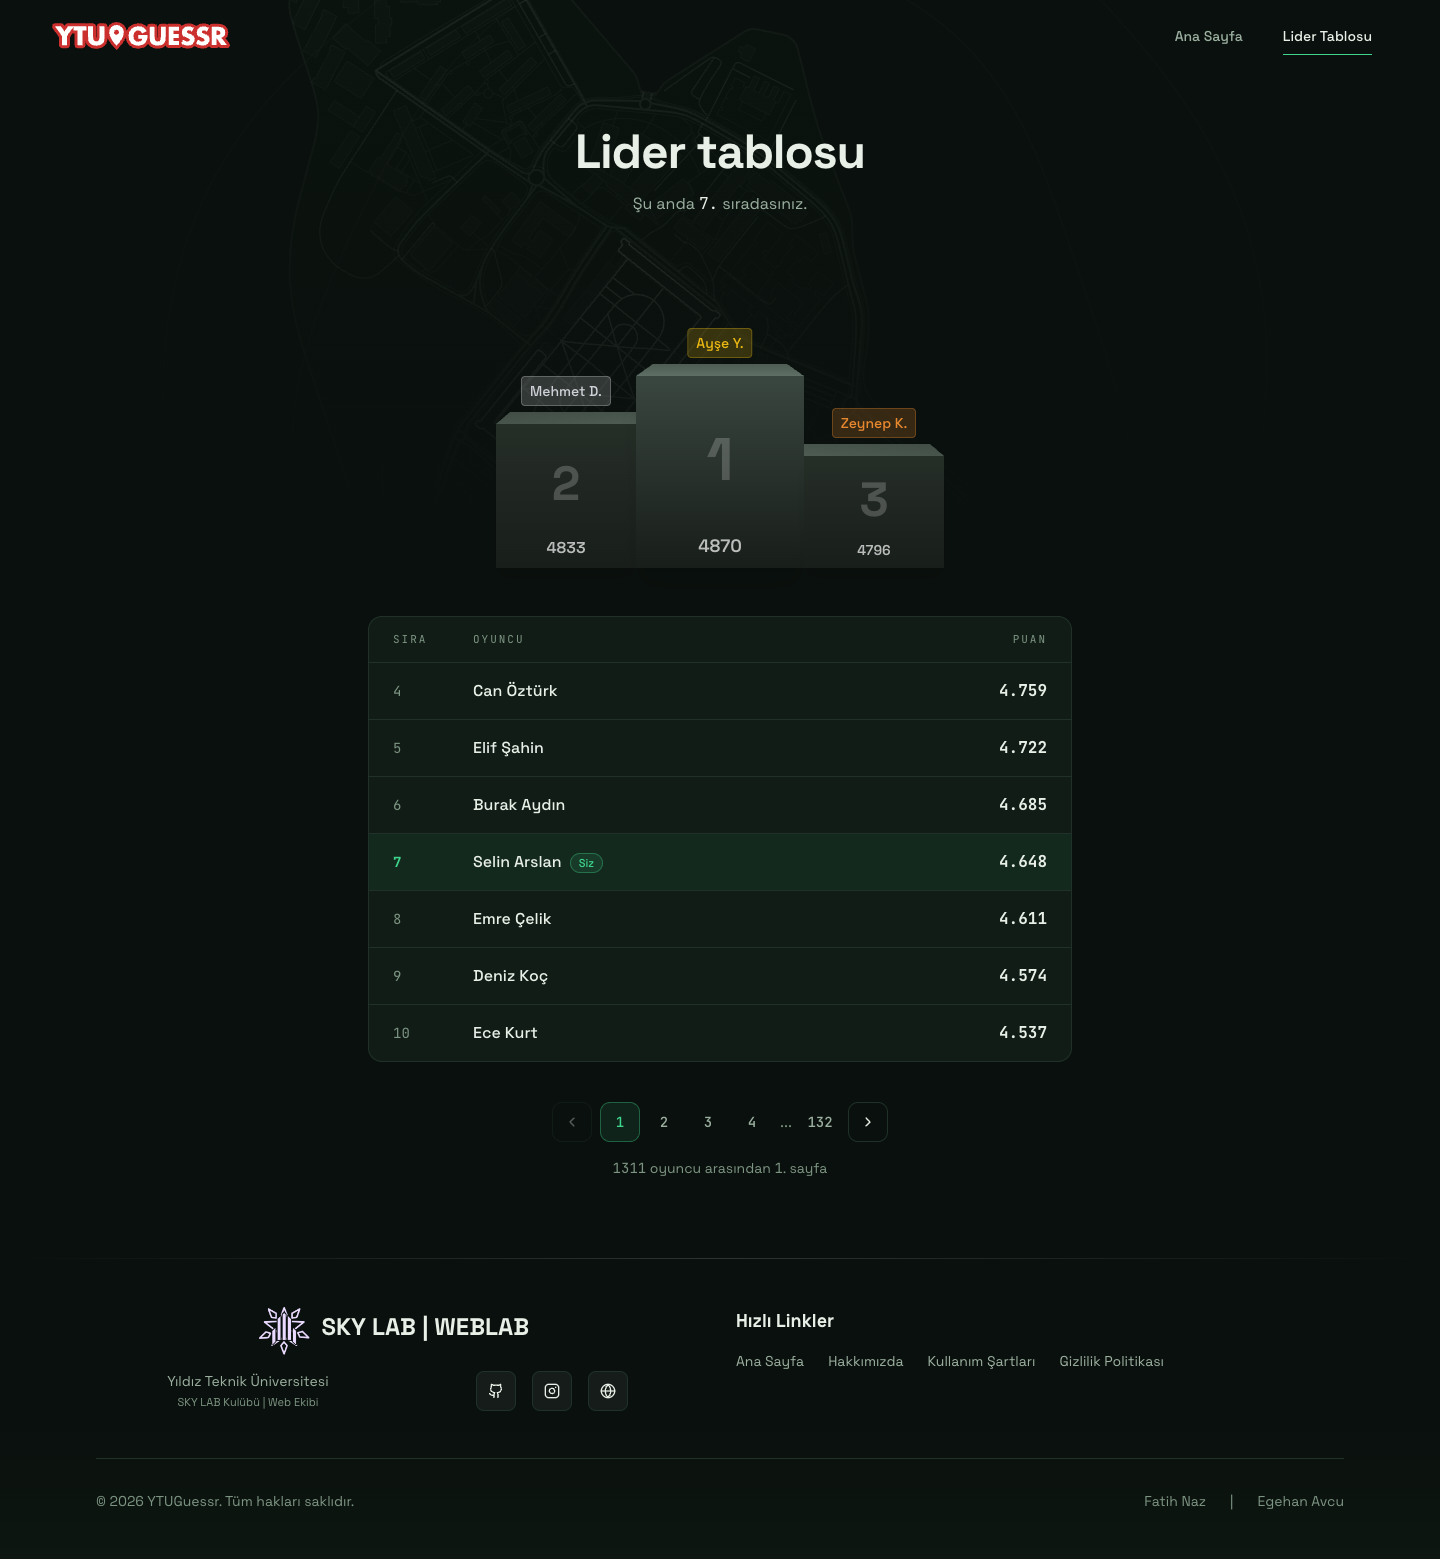 YTU GUESSR
Ana Sayfa
Lider Tablosu
Lider tablosu
Şu anda 7. sıradasınız.
Ayşe Y.
Mehmet D.
Zeynep K.
1
2
3
4870
4833
4796
SIRA OYUNCU PUAN
4 Can Öztürk 4.759
5 Elif Şahin 4.722
6 Burak Aydın 4.685
7 Selin Arslan Siz 4.648
8 Emre Çelik 4.611
9 Deniz Koç 4.574
10 Ece Kurt 4.537
1 2 3 4 ... 132
1311 oyuncu arasından 1. sayfa
SKY LAB | WEBLAB
Yıldız Teknik Üniversitesi
SKY LAB Kulübü | Web Ekibi
Hızlı Linkler
Ana Sayfa Hakkımızda Kullanım Şartları Gizlilik Politikası
© 2026 YTUGuessr. Tüm hakları saklıdır.
Fatih Naz | Egehan Avcu